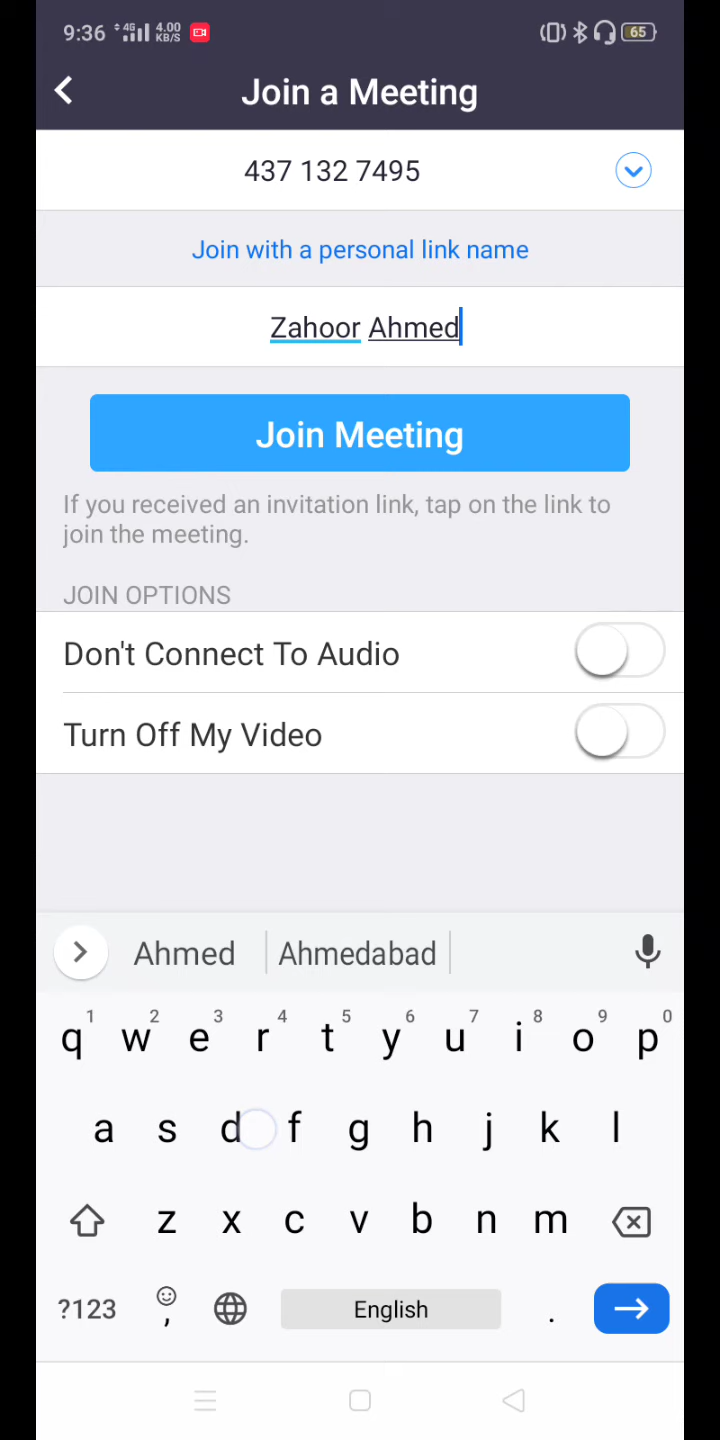 9:36 4G 4.00 KB/S 65
Join a Meeting
437 132 7495
Join with a personal link name
Zahoor Ahmed
Join Meeting
If you received an invitation link, tap on the link to
join the meeting.
JOIN OPTIONS
Don't Connect To Audio
Turn Off My Video
Ahmed Ahmedabad
1 2 3 4 5 6 7 8 9 0
q w e r t y u i o p
a s d f g h j k l
z x c v b n m
?123 , English .